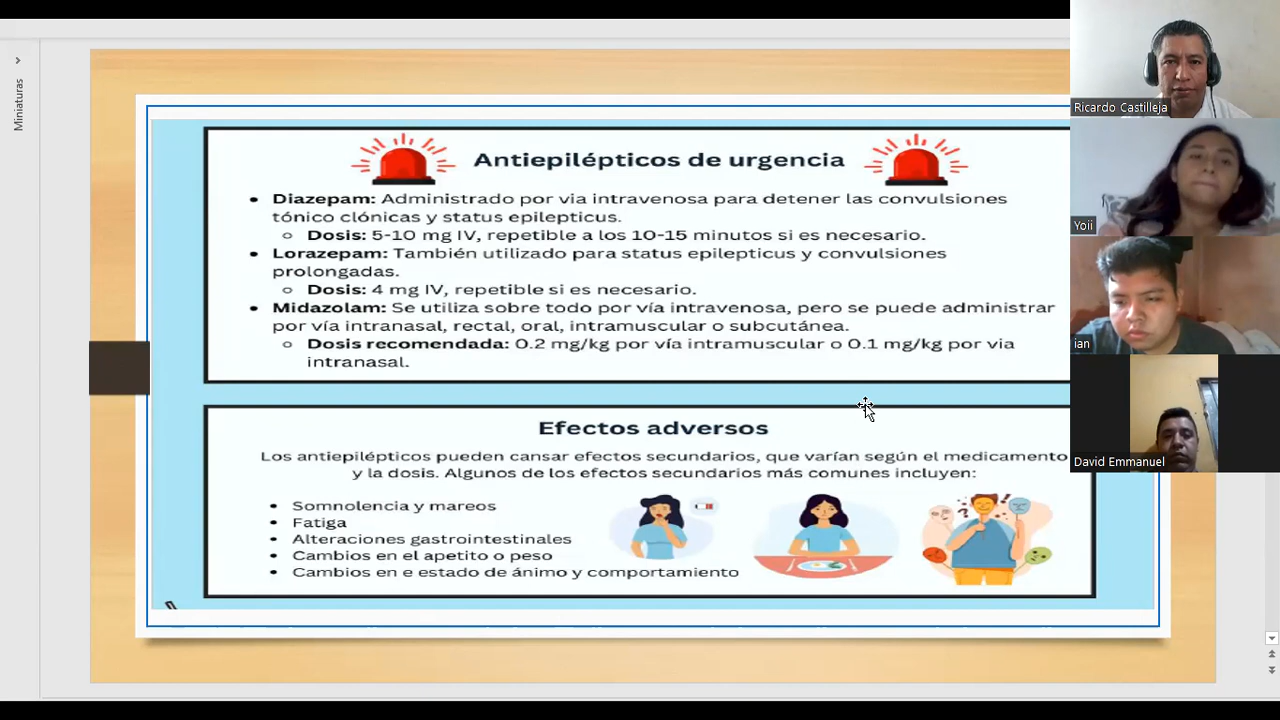 Miniaturas
Antiepilépticos de urgencia
• Diazepam: Administrado por via intravenosa para detener las convulsiones
tónico clónicas y status epilepticus.
○ Dosis: 5-10 mg IV, repetible a los 10-15 minutos si es necesario.
• Lorazepam: También utilizado para status epilepticus y convulsiones
prolongadas.
○ Dosis: 4 mg IV, repetible si es necesario.
• Midazolam: Se utiliza sobre todo por vía intravenosa, pero se puede administrar
por vía intranasal, rectal, oral, intramuscular o subcutánea.
○ Dosis recomendada: 0.2 mg/kg por vía intramuscular o 0.1 mg/kg por via
intranasal.
Efectos adversos
Los antiepilépticos pueden cansar efectos secundarios, que varían según el medicamento
y la dosis. Algunos de los efectos secundarios más comunes incluyen:
• Somnolencia y mareos
• Fatiga
• Alteraciones gastrointestinales
• Cambios en el apetito o peso
• Cambios en e estado de ánimo y comportamiento
Ricardo Castilleja
Yoii
ian
David Emmanuel